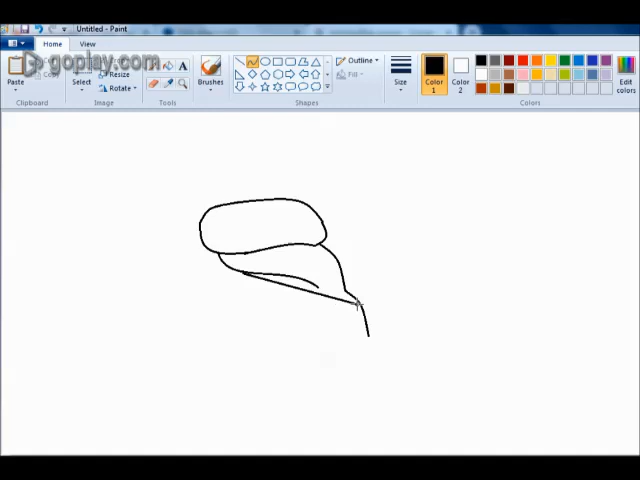 Untitled - Paint
Home
View
goplay.com
Paste
Copy
Select
Resize
Rotate
Brushes
Outline
Fill
Size
Color
1
Color
2
Edit
colors
Clipboard
Image
Tools
Shapes
Colors